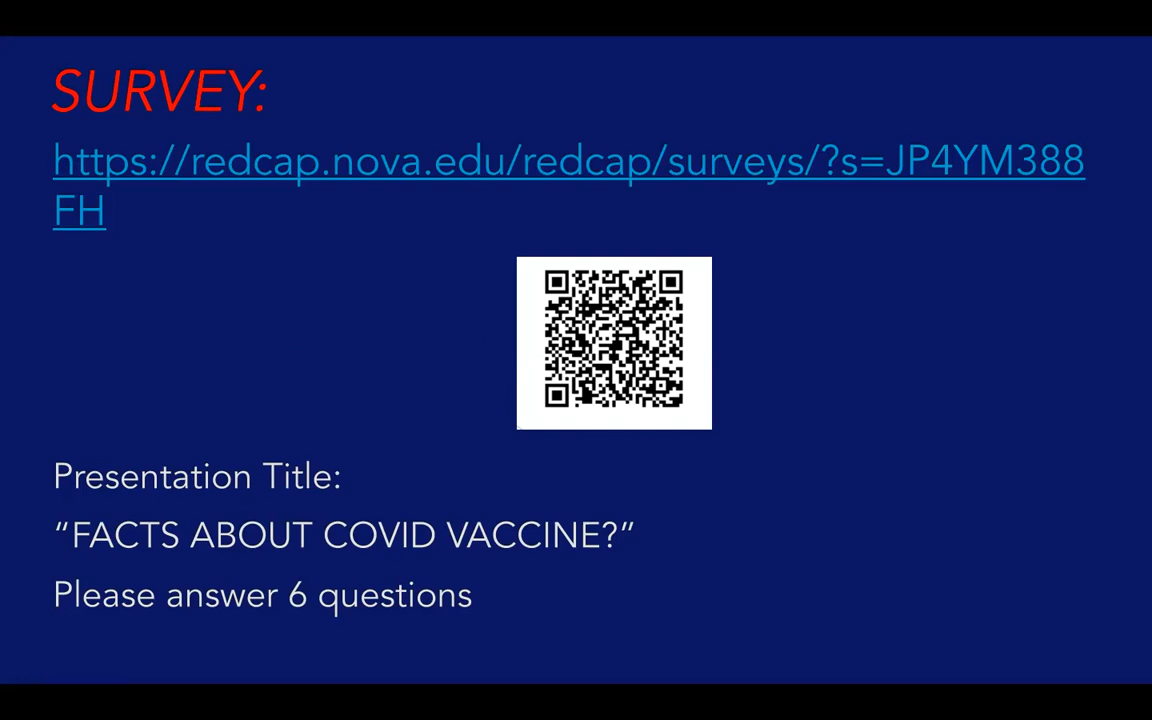 SURVEY:
https://redcap.nova.edu/redcap/surveys/?s=JP4YM388
FH
Presentation Title:
“FACTS ABOUT COVID VACCINE?”
Please answer 6 questions